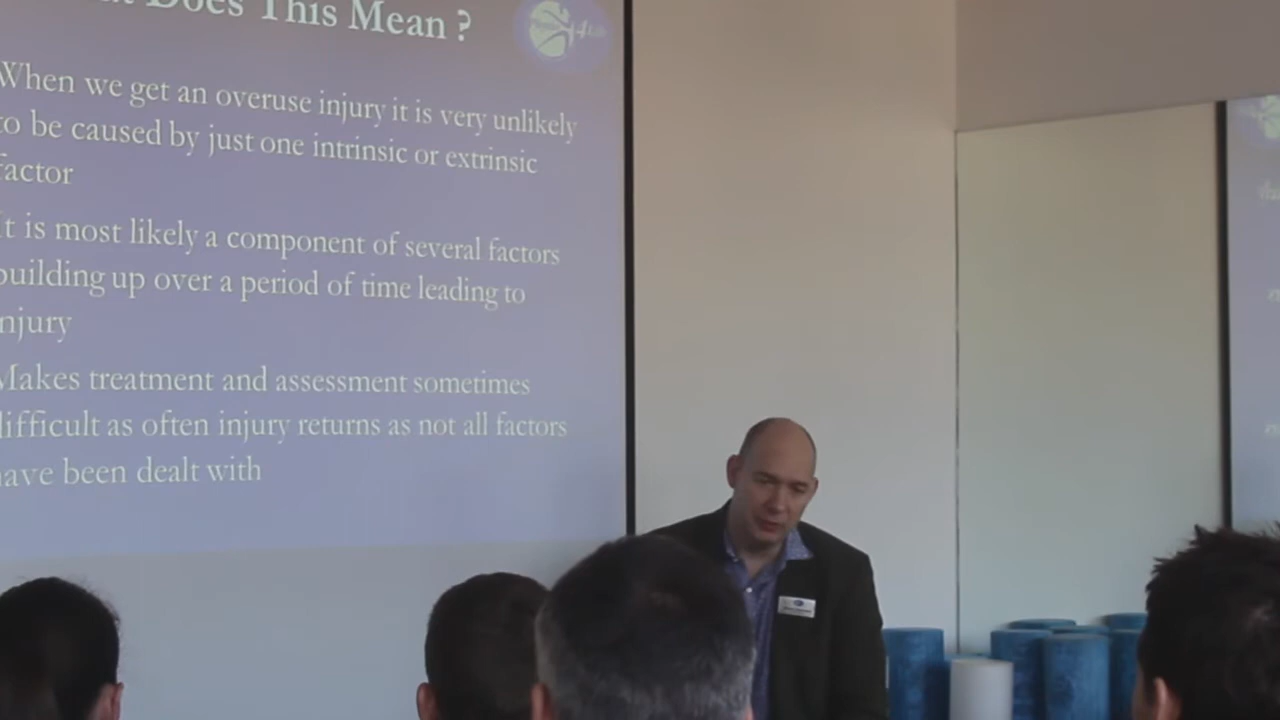 Does This Mean ?
When we get an overuse injury it is very unlikely
to be caused by just one intrinsic or extrinsic
factor
It is most likely a component of several factors
building up over a period of time leading to
injury
Makes treatment and assessment sometimes
difficult as often injury returns as not all factors
have been dealt with